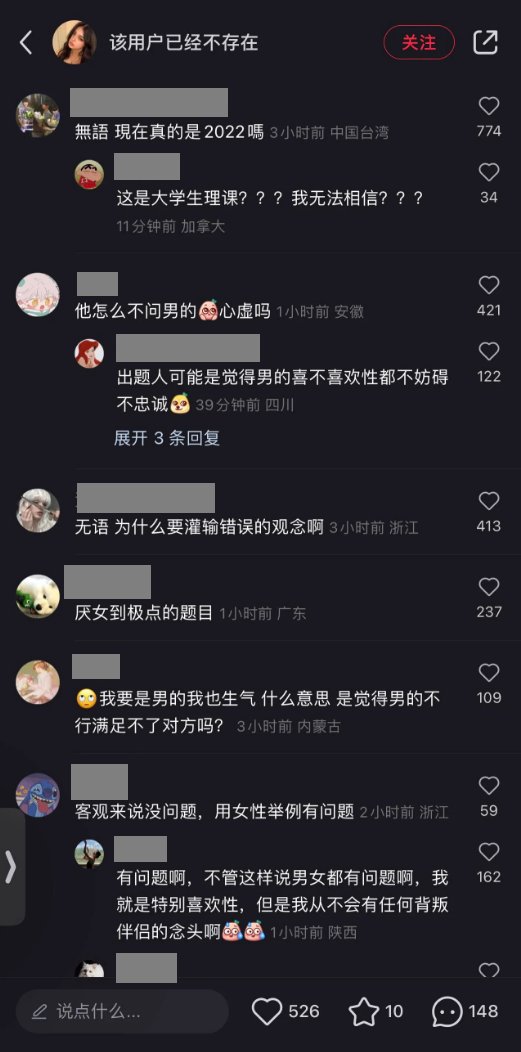 该用户已经不存在
关注
無語 現在真的是2022嗎 3小时前 中国台湾
774
这是大学生理课？？？我无法相信？？？
11分钟前 加拿大
34
他怎么不问男的心虚吗 1小时前 安徽
421
出题人可能是觉得男的喜不喜欢性都不妨碍
不忠诚 39分钟前 四川
122
展开 3 条回复
无语 为什么要灌输错误的观念啊 3小时前 浙江
413
厌女到极点的题目 1小时前 广东
237
我要是男的我也生气 什么意思 是觉得男的不
行满足不了对方吗？ 3小时前 内蒙古
109
客观来说没问题，用女性举例有问题 2小时前 浙江
59
有问题啊，不管这样说男女都有问题啊，我
就是特别喜欢性，但是我从不会有任何背叛
伴侣的念头啊 1小时前 陕西
162
说点什么...
526
10
148